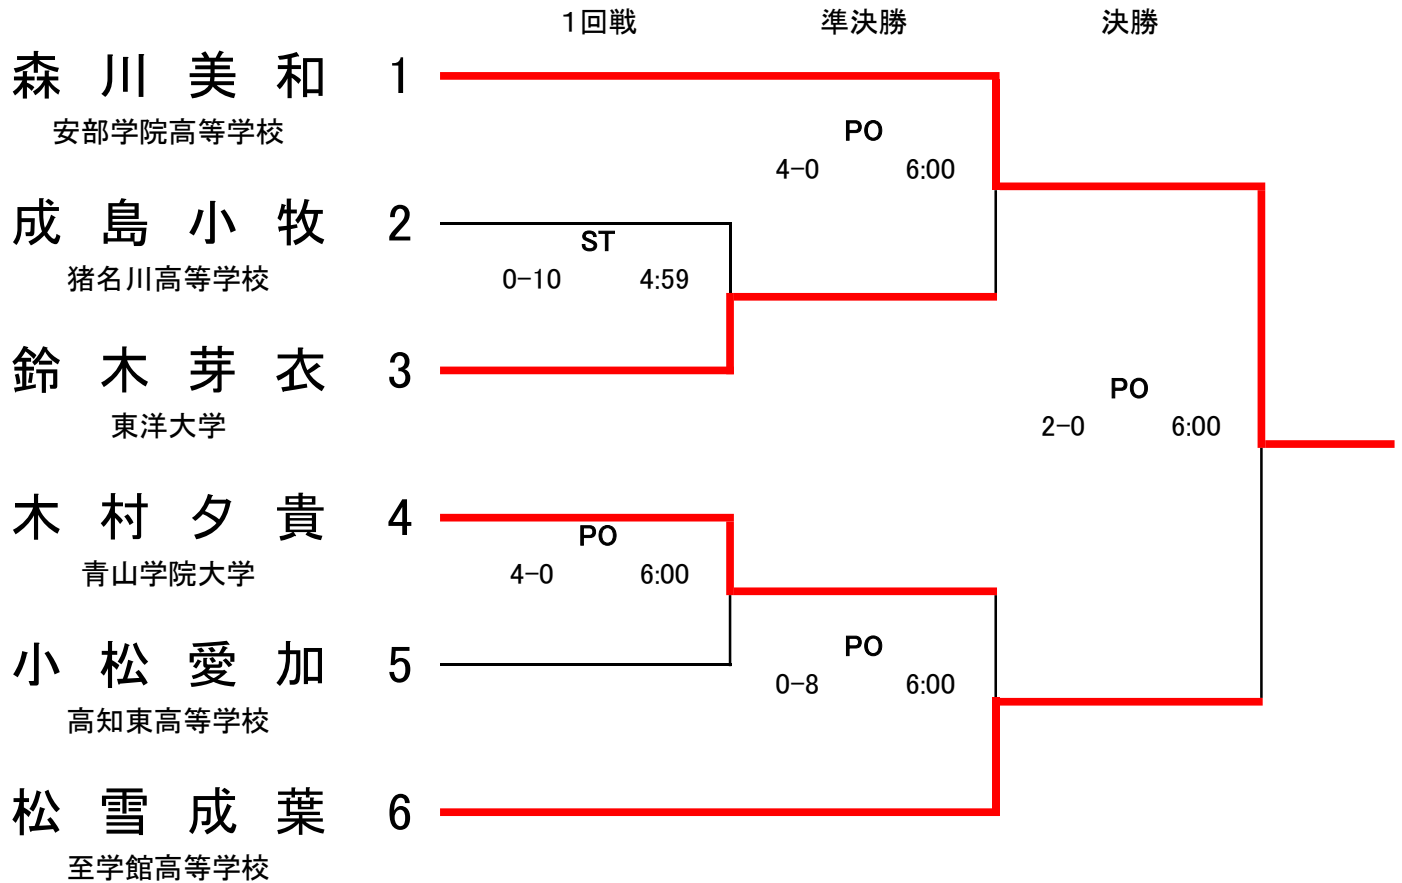 1回戦 準決勝 決勝
森川美和 1
安部学院高等学校
PO
4-0 6:00
成島小牧 2
猪名川高等学校
ST
0-10 4:59
鈴木芽衣 3
東洋大学
PO
2-0 6:00
木村夕貴 4
青山学院大学
PO
4-0 6:00
小松愛加 5
高知東高等学校
PO
0-8 6:00
松雪成葉 6
至学館高等学校